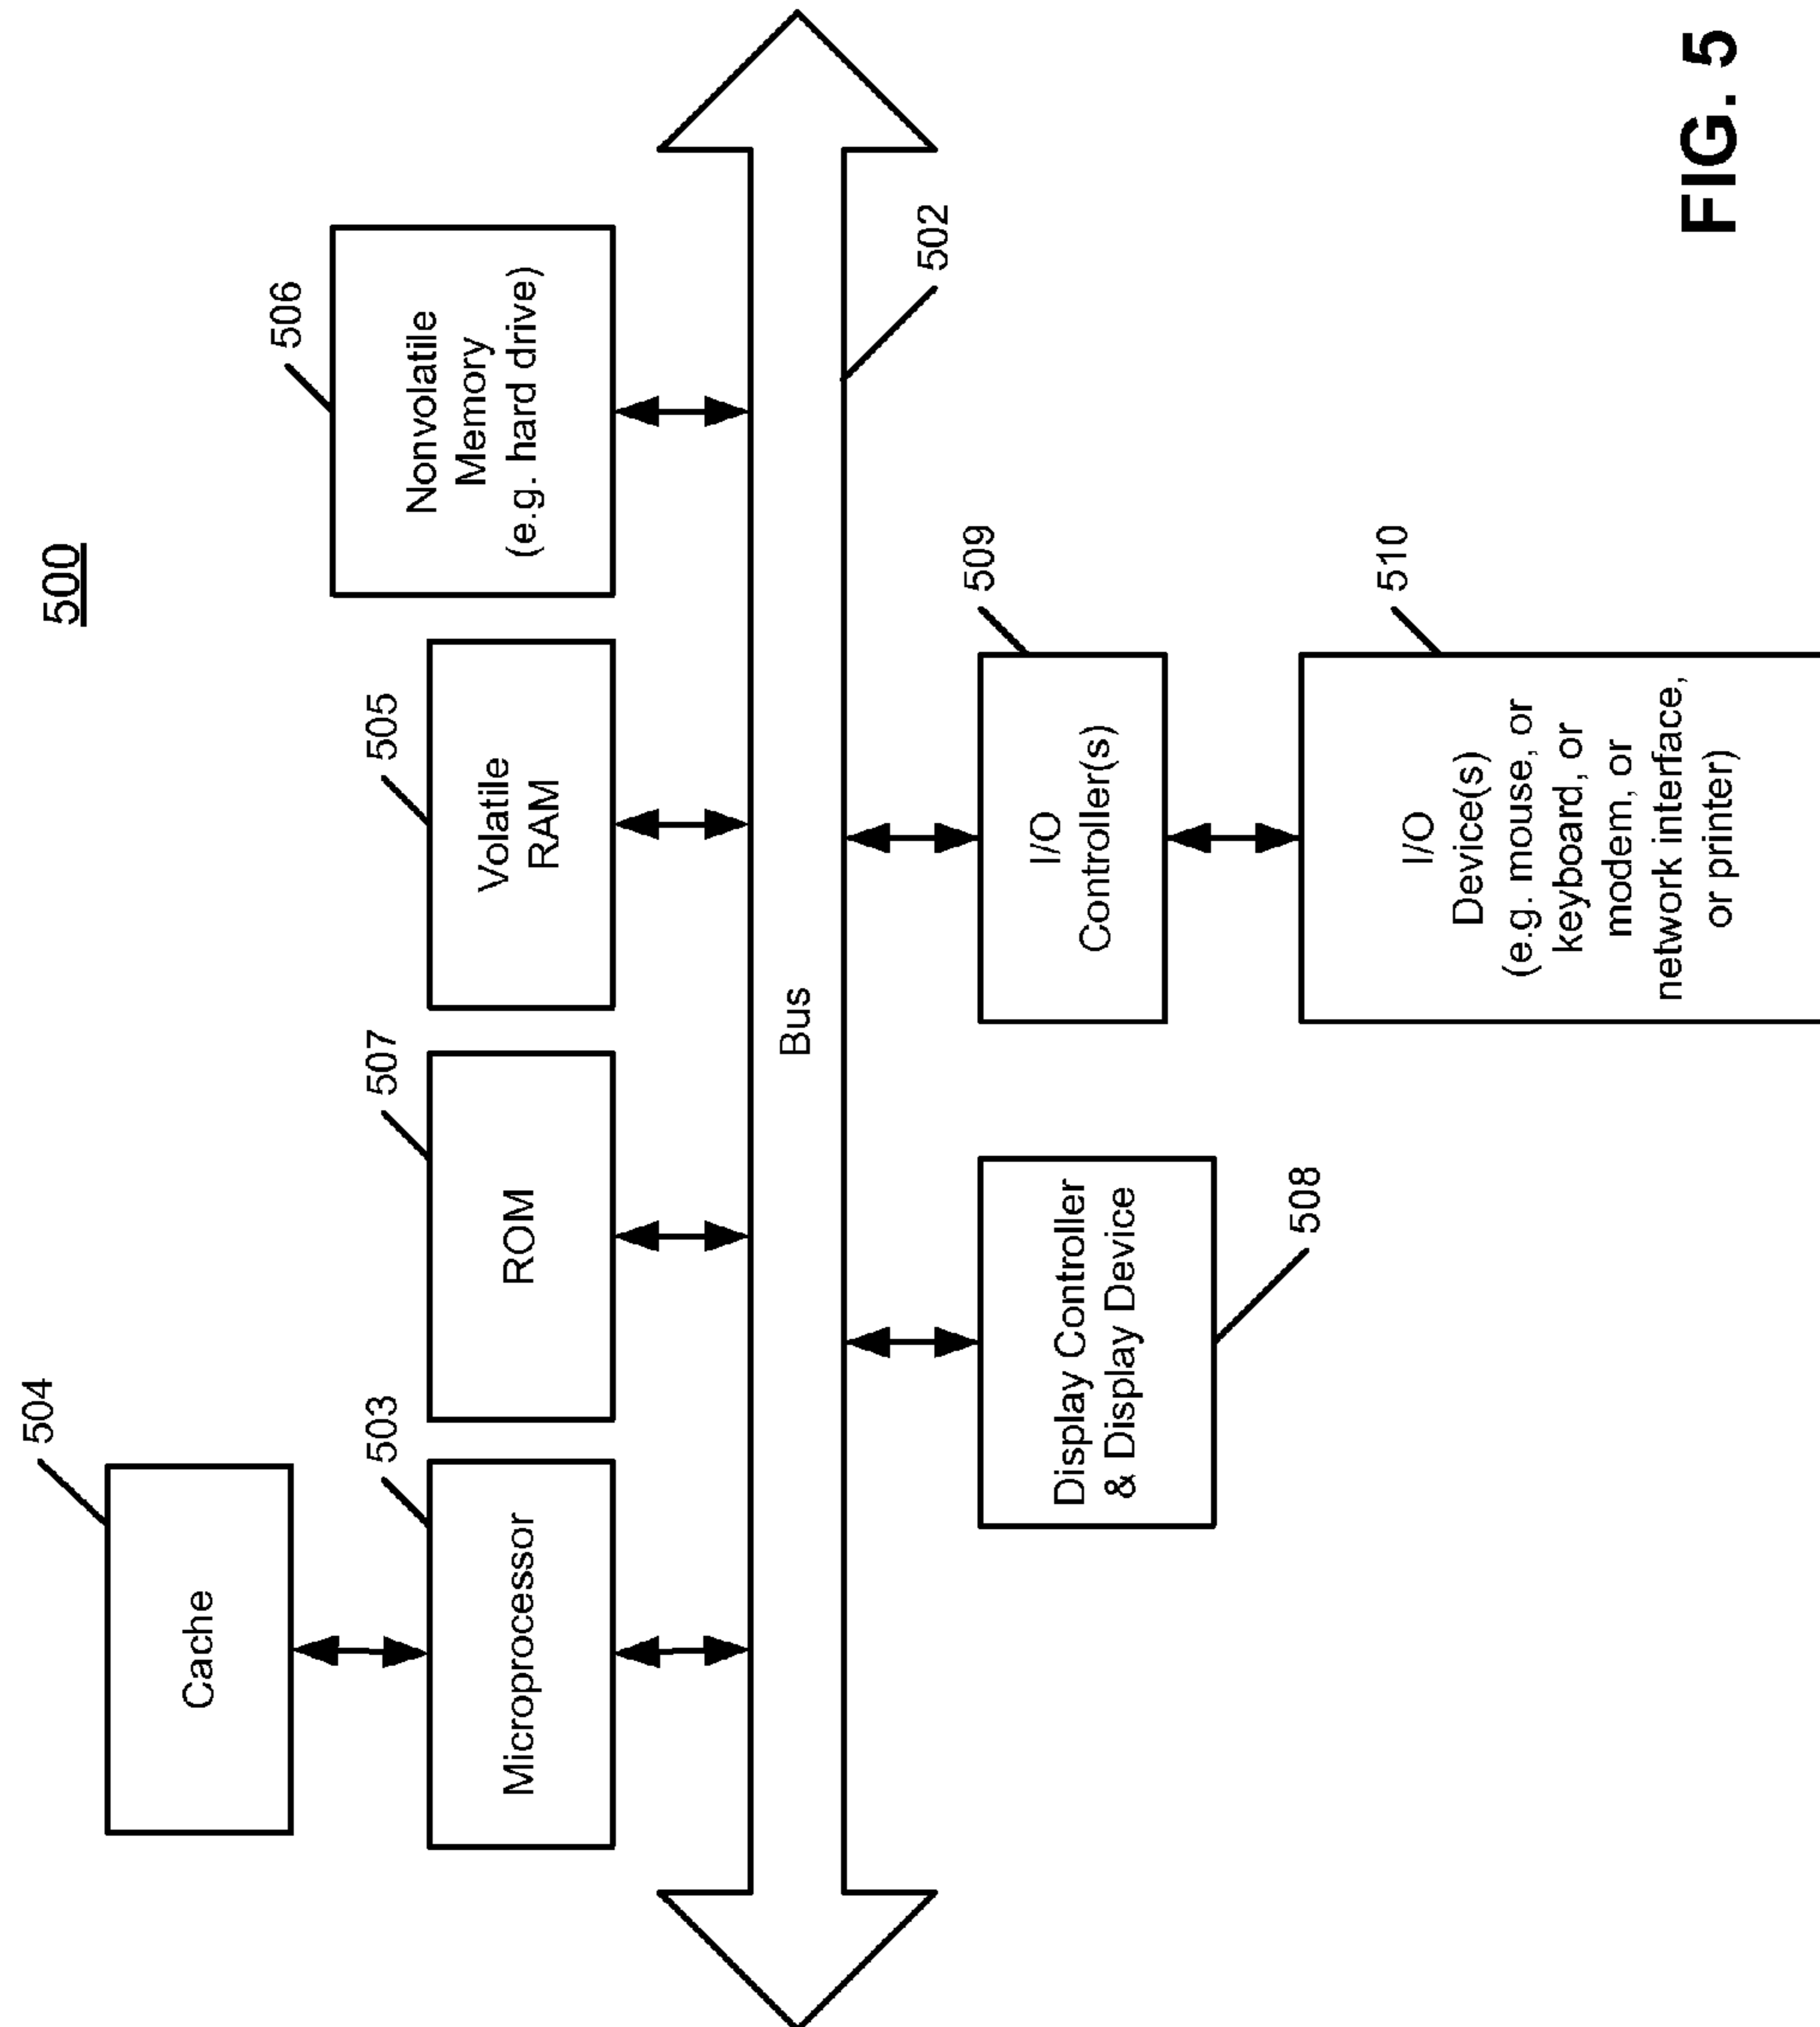 500
504
Cache
503
Microprocessor
507
ROM
505
Volatile
RAM
506
Nonvolatile
Memory
(e.g. hard drive)
Bus
502
508
Display Controller
& Display Device
509
I/O
Controller(s)
510
I/O
Device(s)
(e.g. mouse, or
keyboard, or
modem, or
network interface,
or printer)
FIG. 5